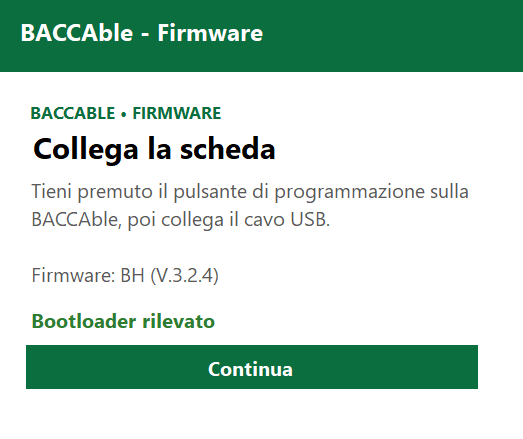 BACCAble - Firmware
BACCABLE • FIRMWARE
Collega la scheda
Tieni premuto il pulsante di programmazione sulla
BACCAble, poi collega il cavo USB.
Firmware: BH (V.3.2.4)
Bootloader rilevato
Continua